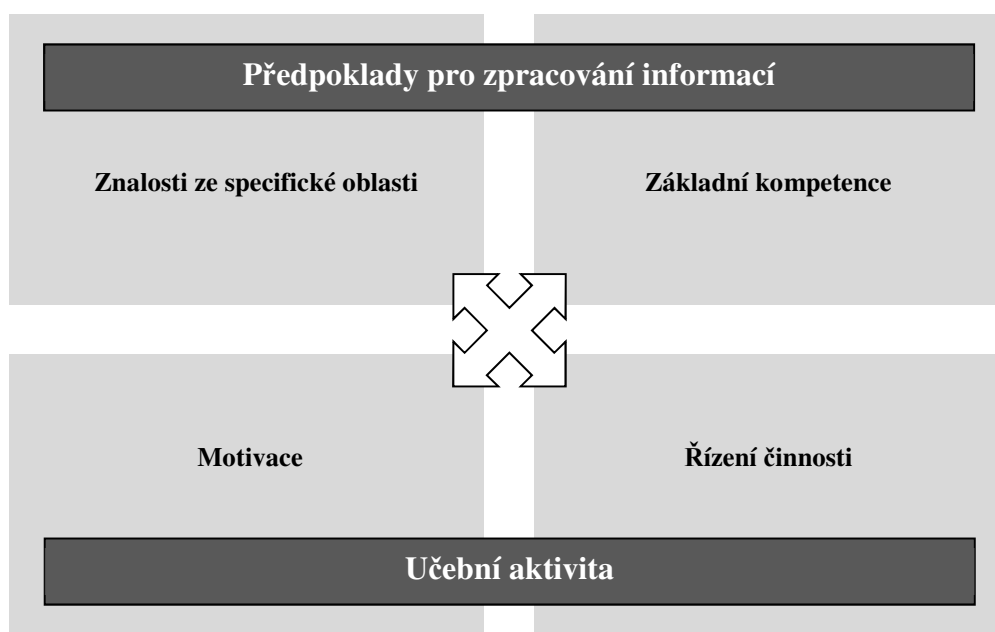 Předpoklady pro zpracování informací
Znalosti ze specifické oblasti
Základní kompetence
Motivace
Řízení činnosti
Učební aktivita